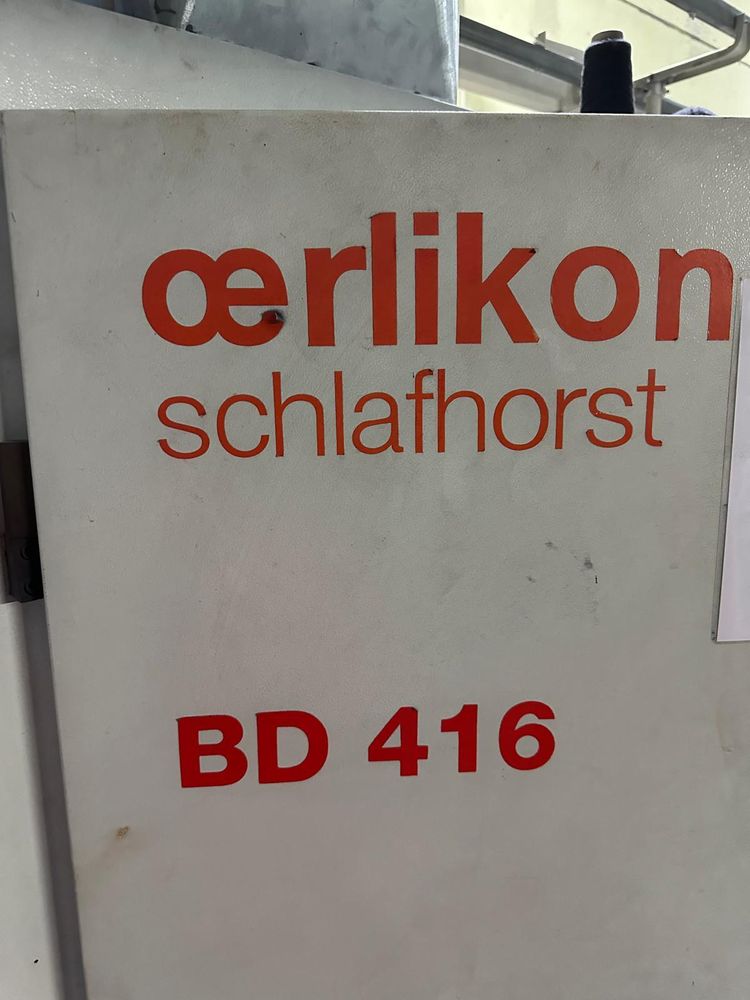 œrlikon
schlafhorst
BD 416